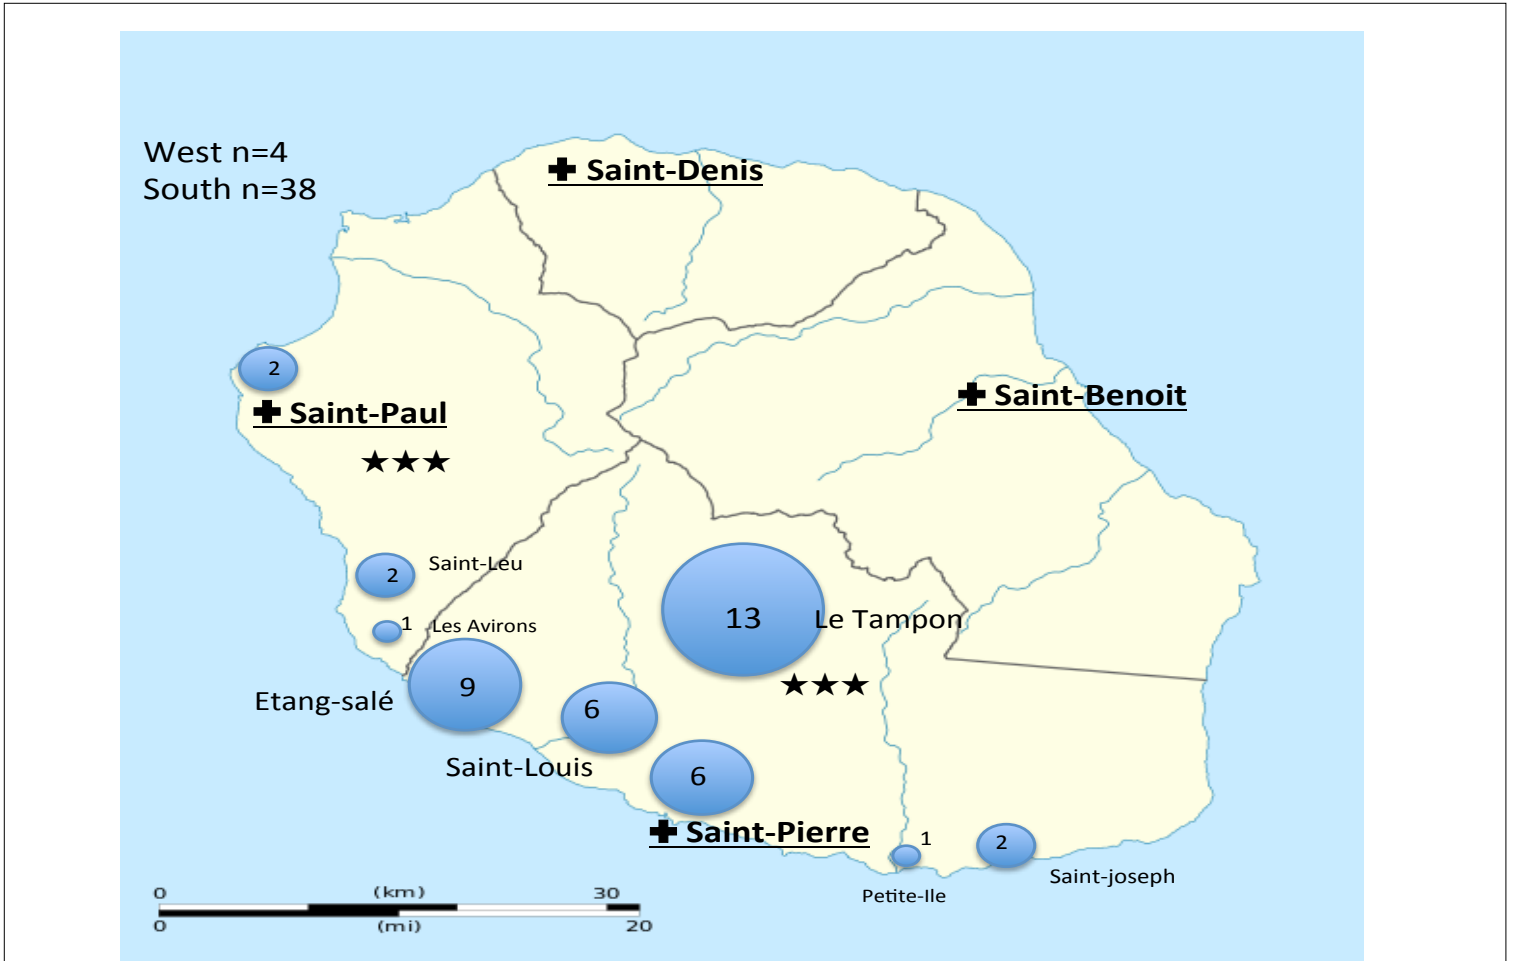 West n=4
South n=38
Saint-Denis
2
Saint-Paul
Saint-Benoit
★★★
2
Saint-Leu
1
Les Avirons
13
Le Tampon
★★★
9
Etang-salé
6
Saint-Louis
6
Saint-Pierre
1
Petite-Ile
2
Saint-joseph
0 (km) 30
0 (mi) 20